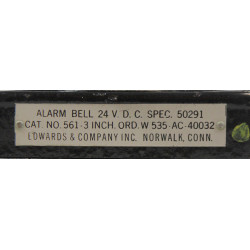 ALARM BELL 24 V. D. C. SPEC. 50291
CAT. NO. 561-3 INCH. ORD. W 535-AC-40032
EDWARDS & COMPANY INC. NORWALK, CONN.